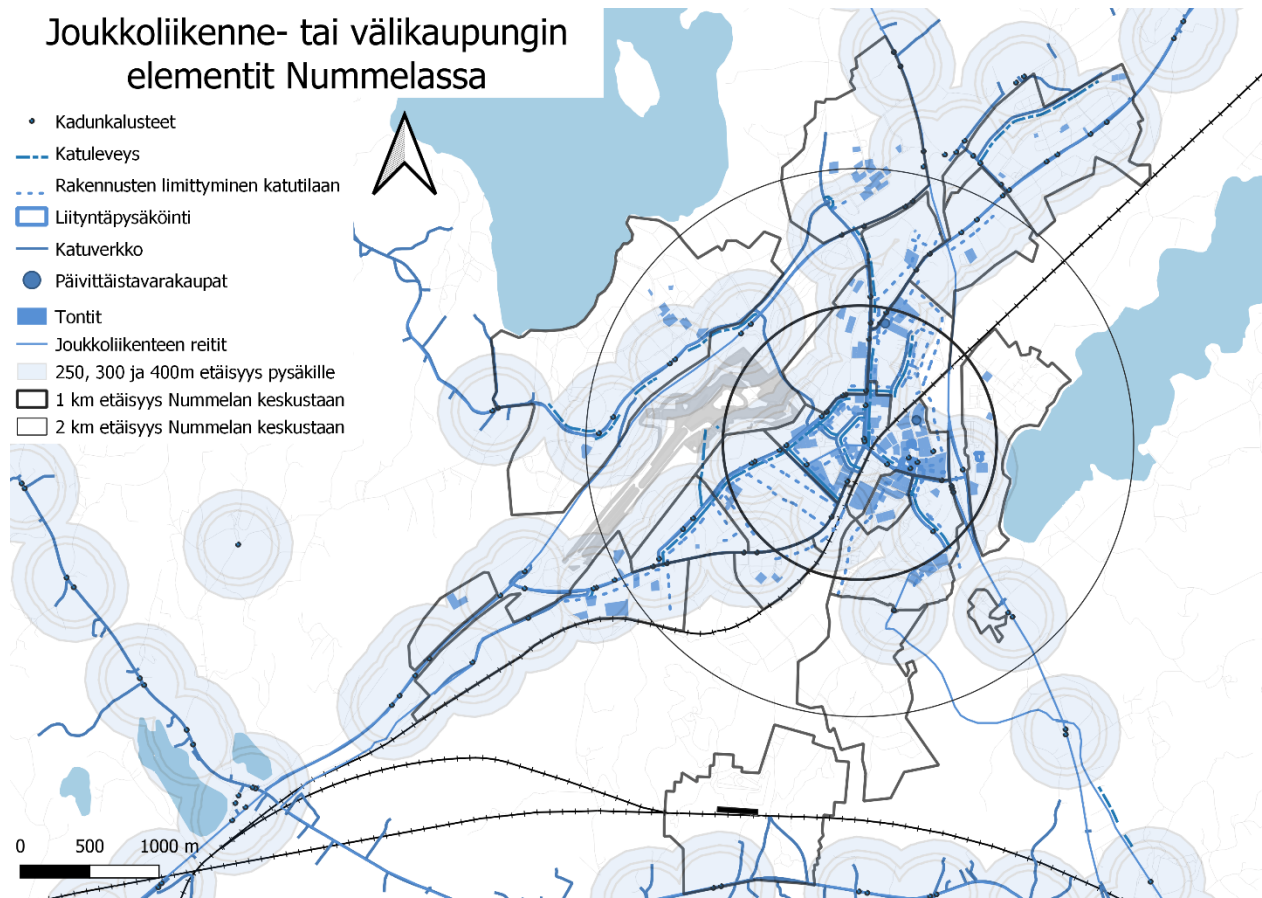 Joukkoliikenne- tai välikaupungin
elementit Nummelassa
Kadunkalusteet
Katuleveys
Rakennusten limittyminen katutilaan
Liityntäpysäköinti
Katuverkko
Päivittäistavarakaupat
Tontit
Joukkoliikenteen reitit
250, 300 ja 400m etäisyys pysäkille
1 km etäisyys Nummelan keskustaan
2 km etäisyys Nummelan keskustaan
0 500 1000 m